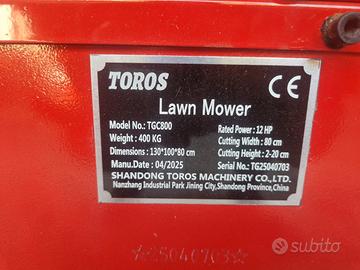 TOROS CE
Lawn Mower
Model No.: TGC800 Rated Power: 12 HP
Weight: 400 KG Cutting Width: 80 cm
Dimensions: 130*100*80 cm Cutting Height: 2-20 cm
Manu.Date: 04/2025 Serial No.: TG25040703
SHANDONG TOROS MACHINERY CO.,LTD.
Nanzhang Industrial Park Jining City,Shandong Province,China
☆25040703☆
subito